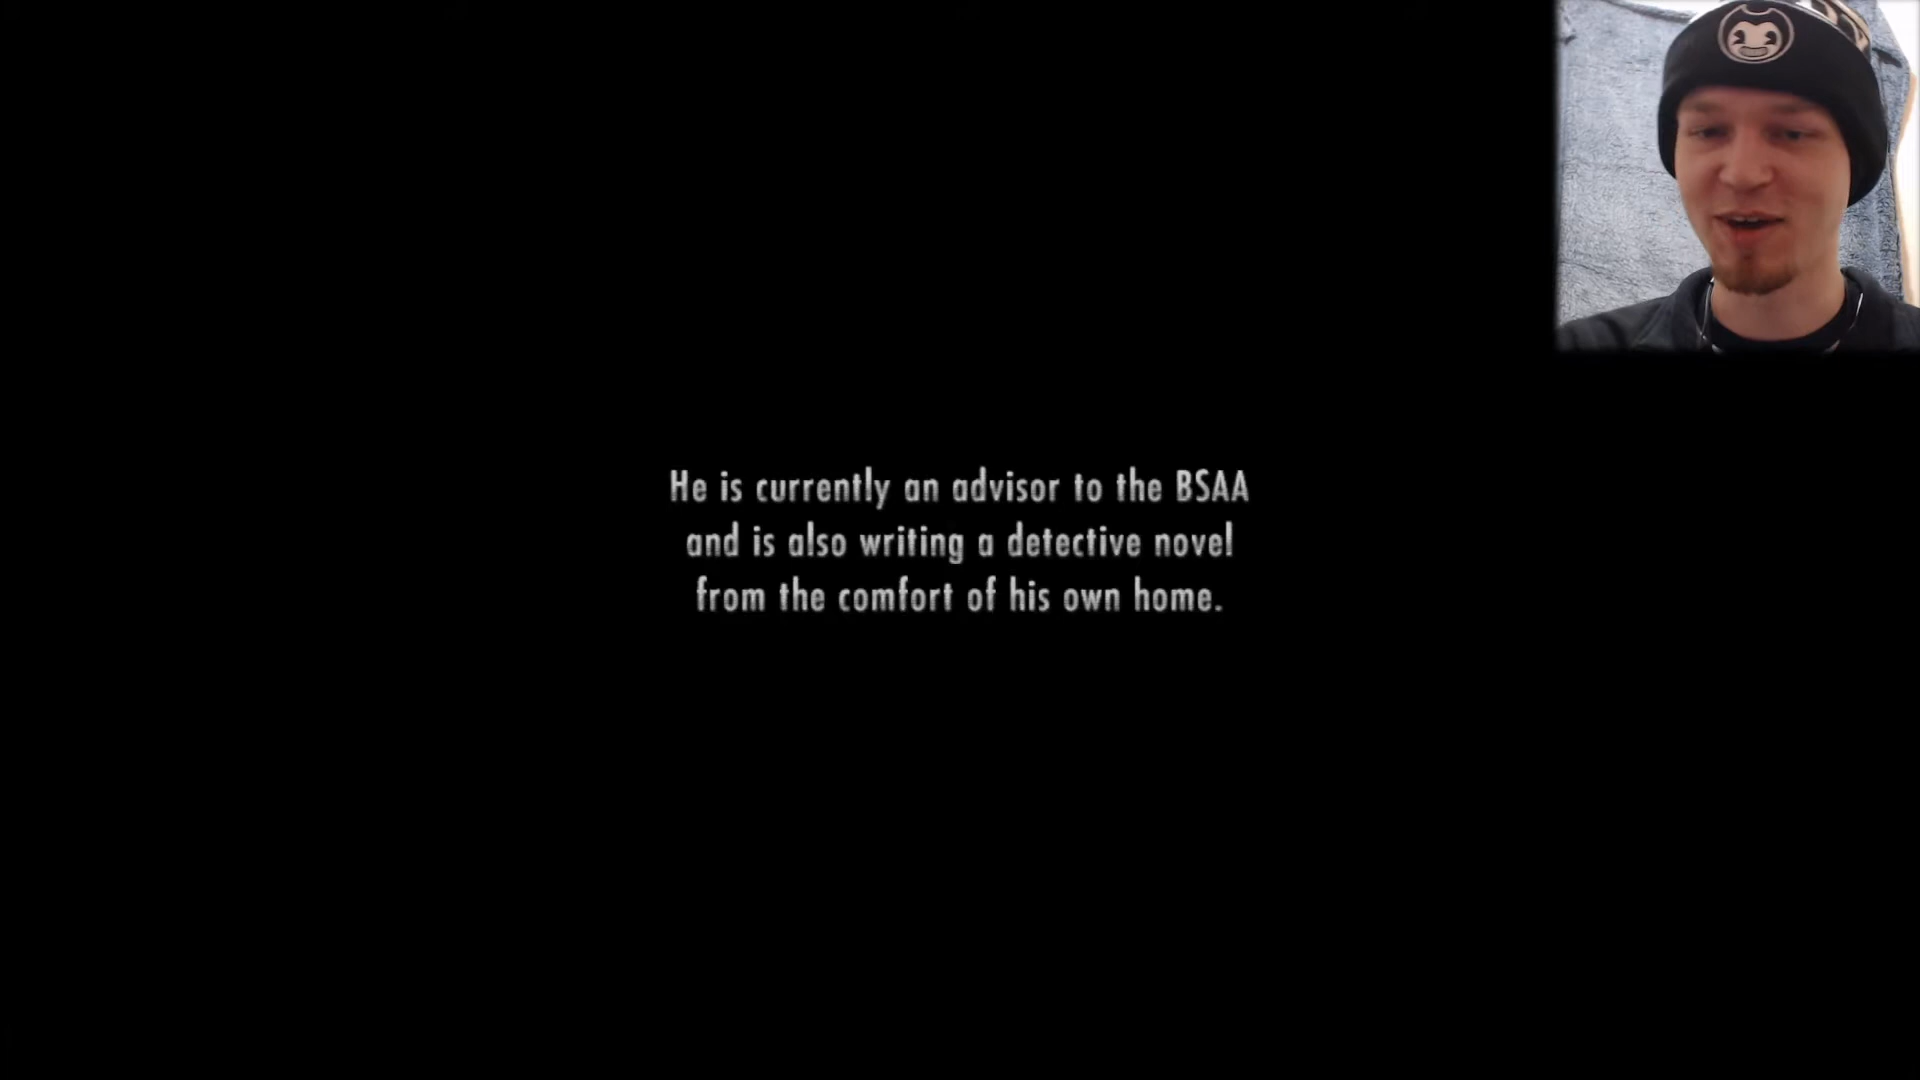 He is currently an advisor to the BSAA
and is also writing a detective novel
from the comfort of his own home.